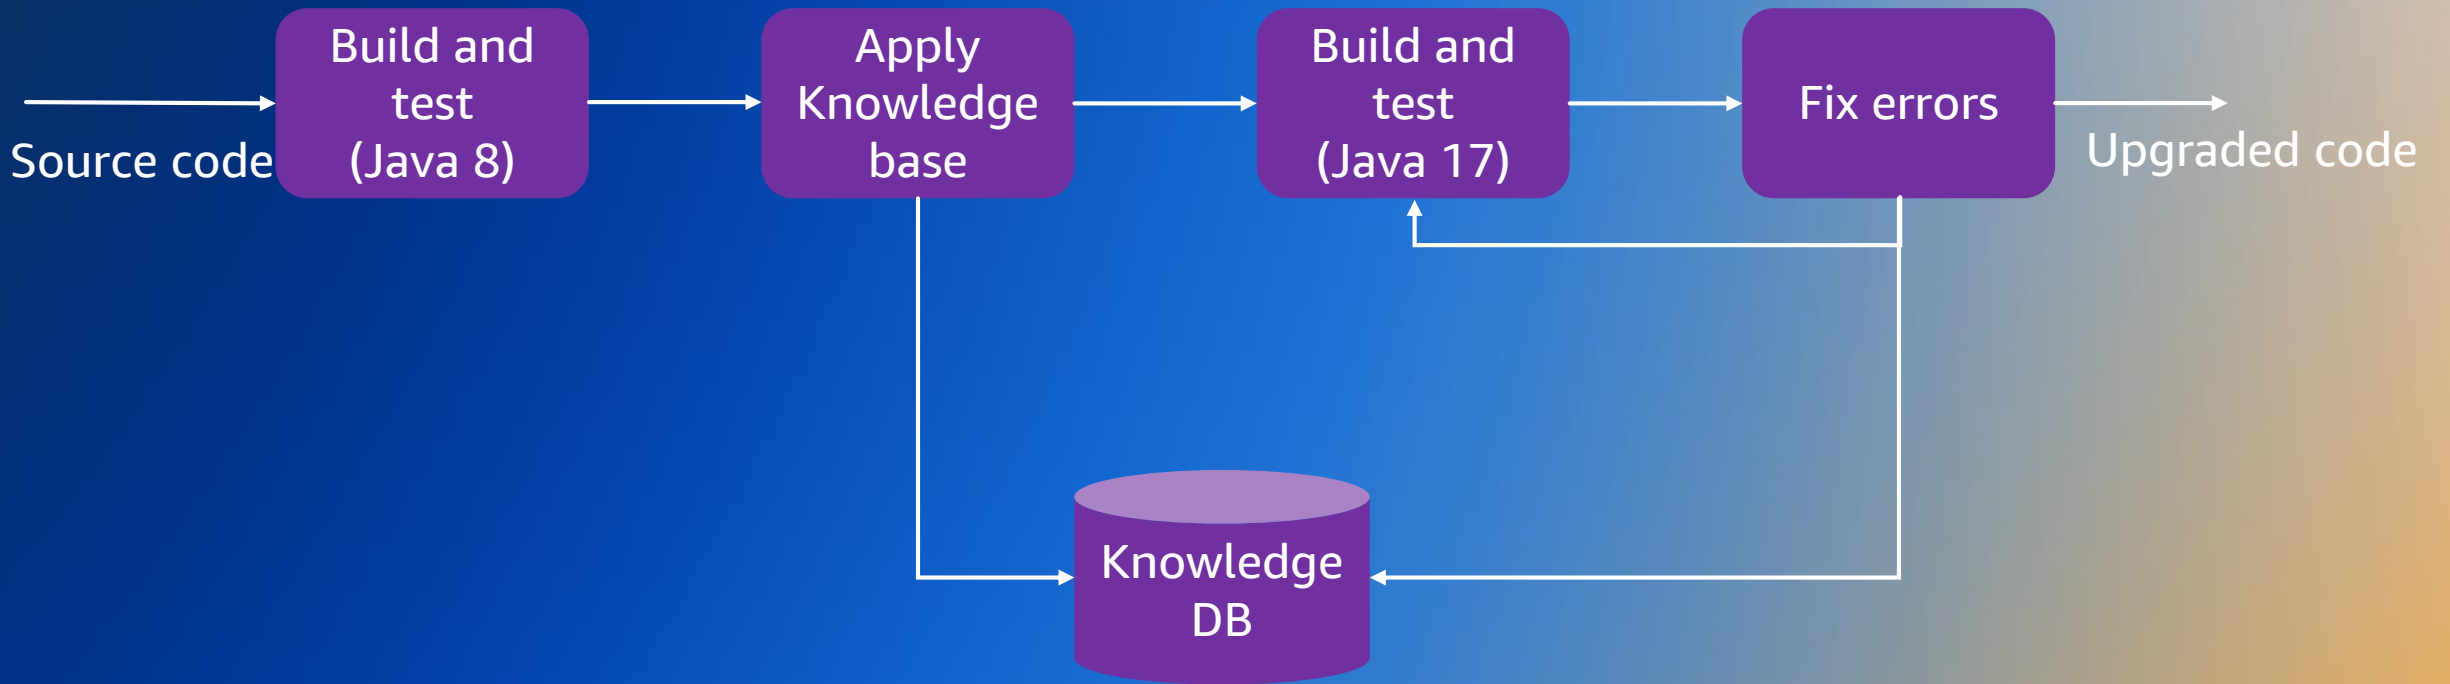 Source code
Build and
test
(Java 8)
Apply
Knowledge
base
Build and
test
(Java 17)
Fix errors
Upgraded code
Knowledge
DB